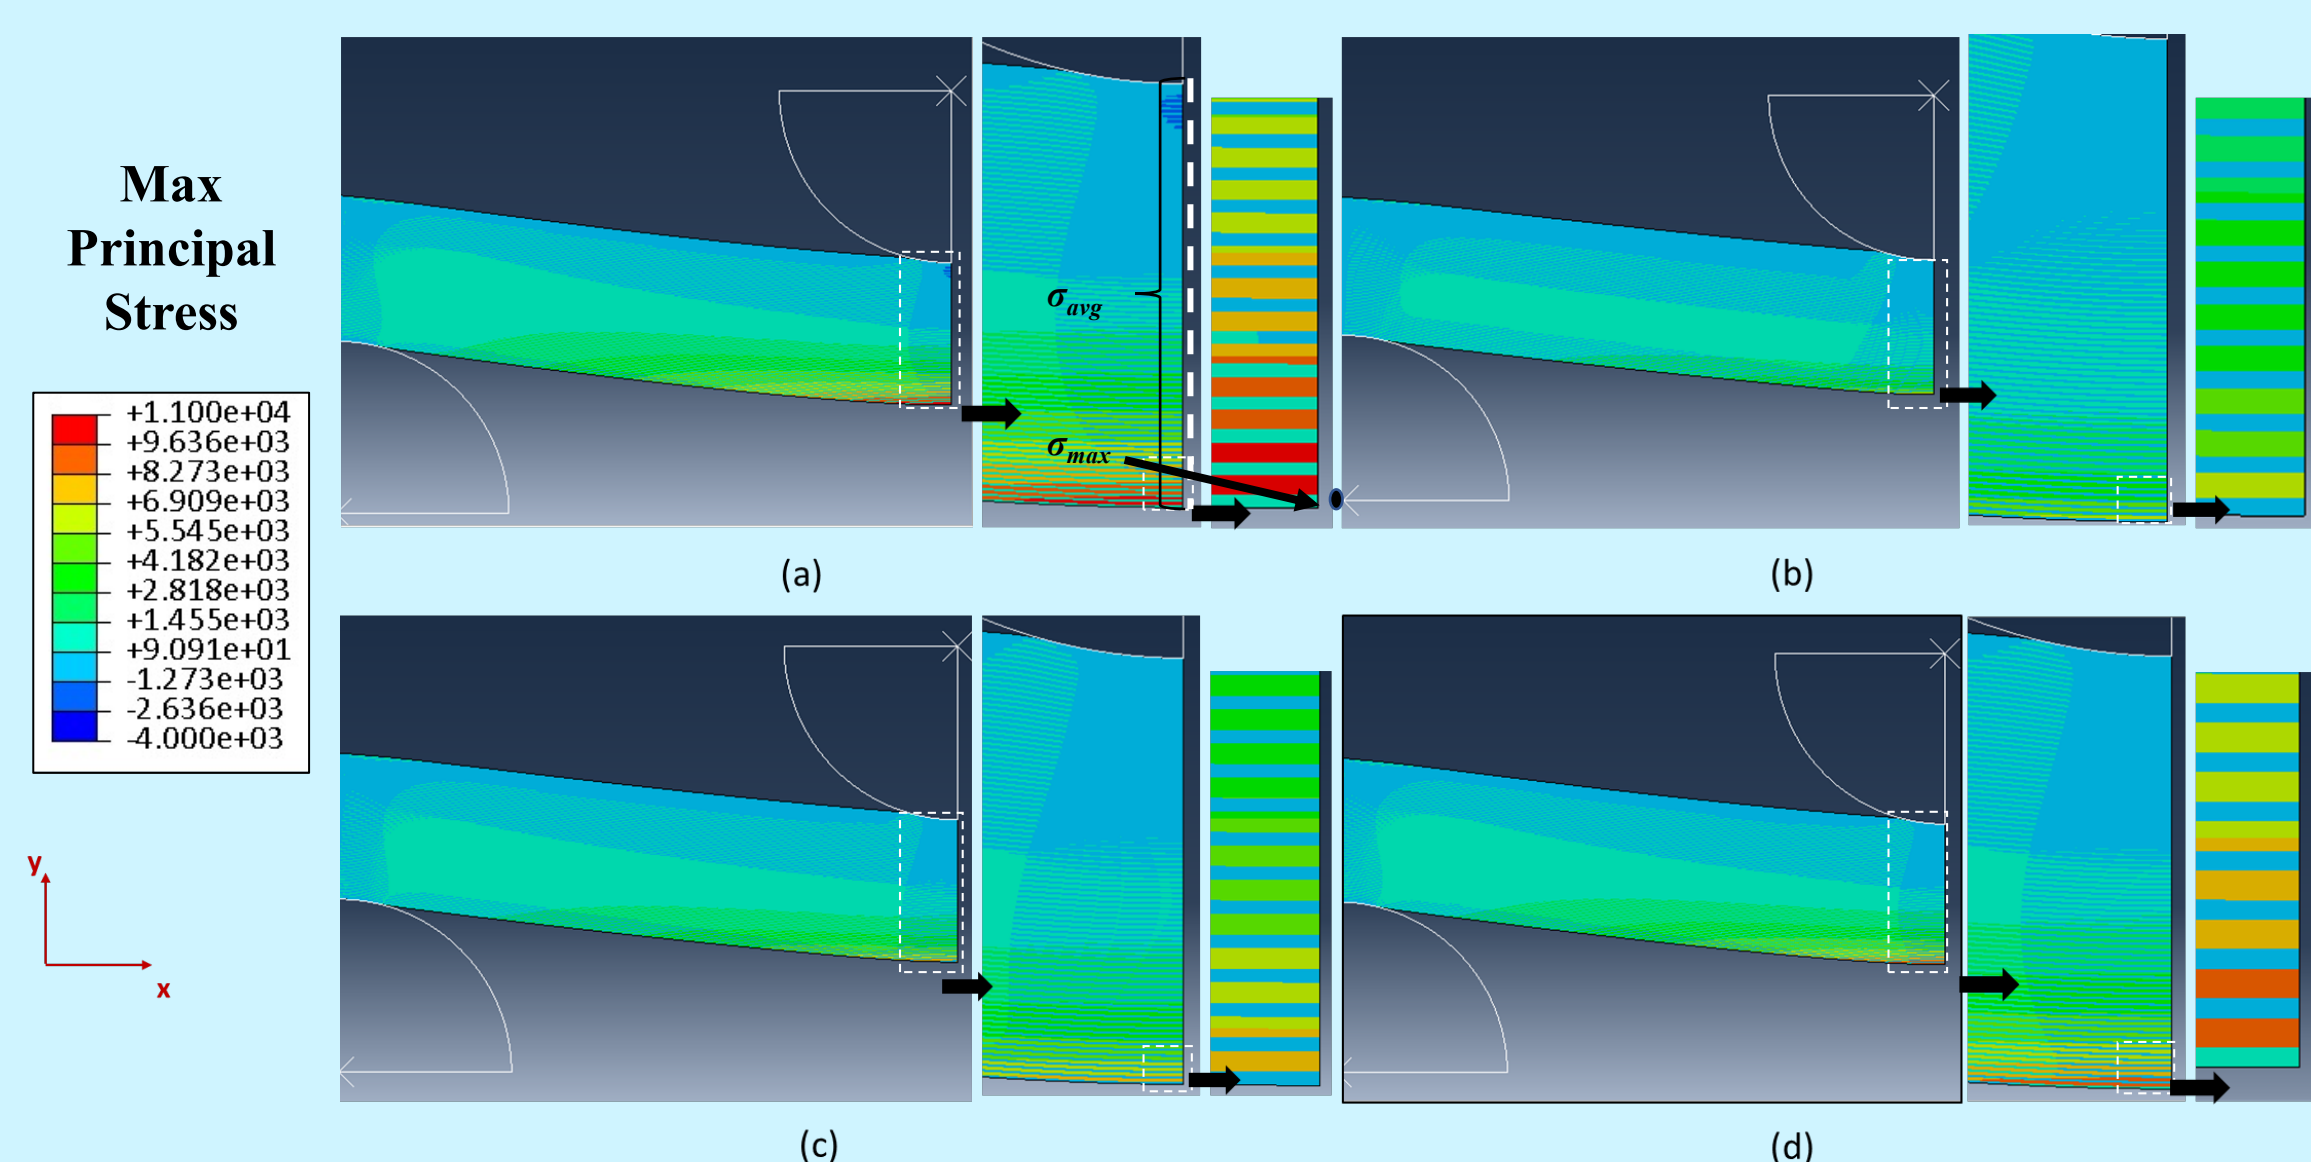 Max
Principal
Stress
+1.100e+04
+9.636e+03
+8.273e+03
+6.909e+03
+5.545e+03
+4.182e+03
+2.818e+03
+1.455e+03
+9.091e+01
-1.273e+03
-2.636e+03
-4.000e+03
y
x
σavg
σmax
(a)
(b)
(c)
(d)